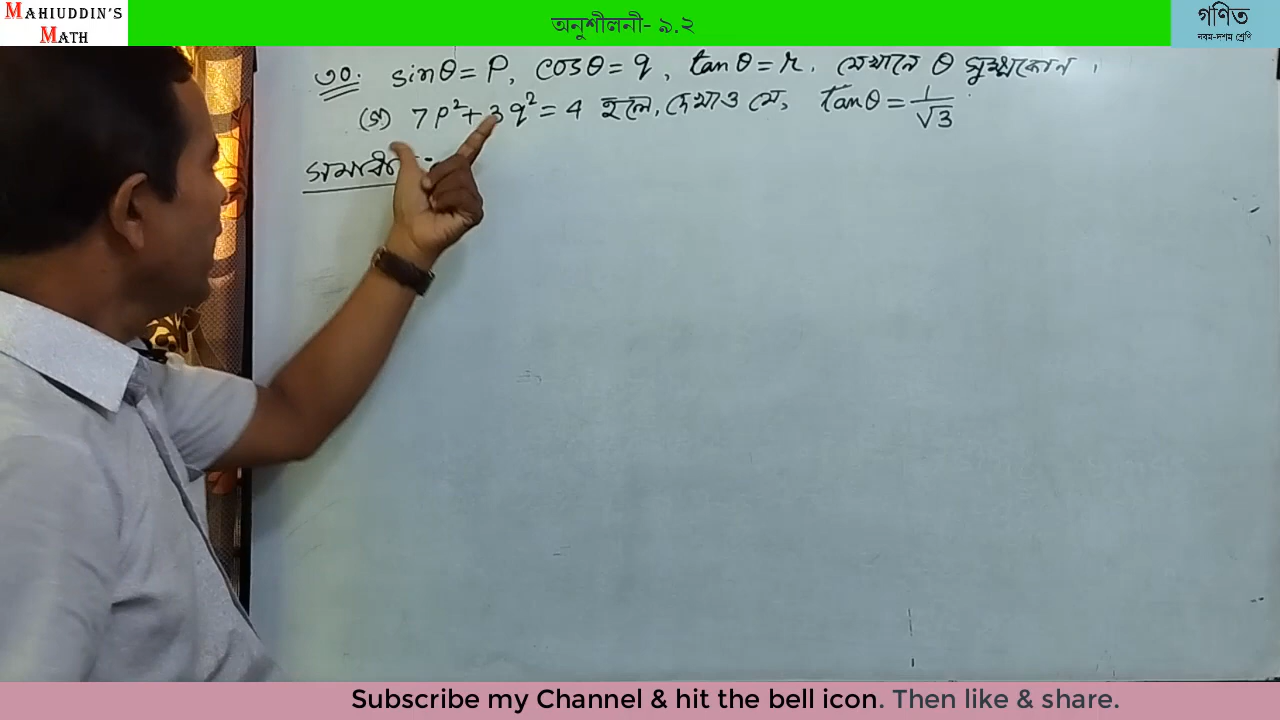 MAHIUDDIN'S
MATH
অনুশীলনী- ৯.২
গণিত
নবম-দশম শ্রেণি
৩০. sinθ = P, cosθ = q, tanθ = r. যেখানে θ সূক্ষ্মকোন।
(গ) 7P² + 3q² = 4 হলে, দেখাও যে, tanθ = 1/√3
Subscribe my Channel & hit the bell icon. Then like & share.